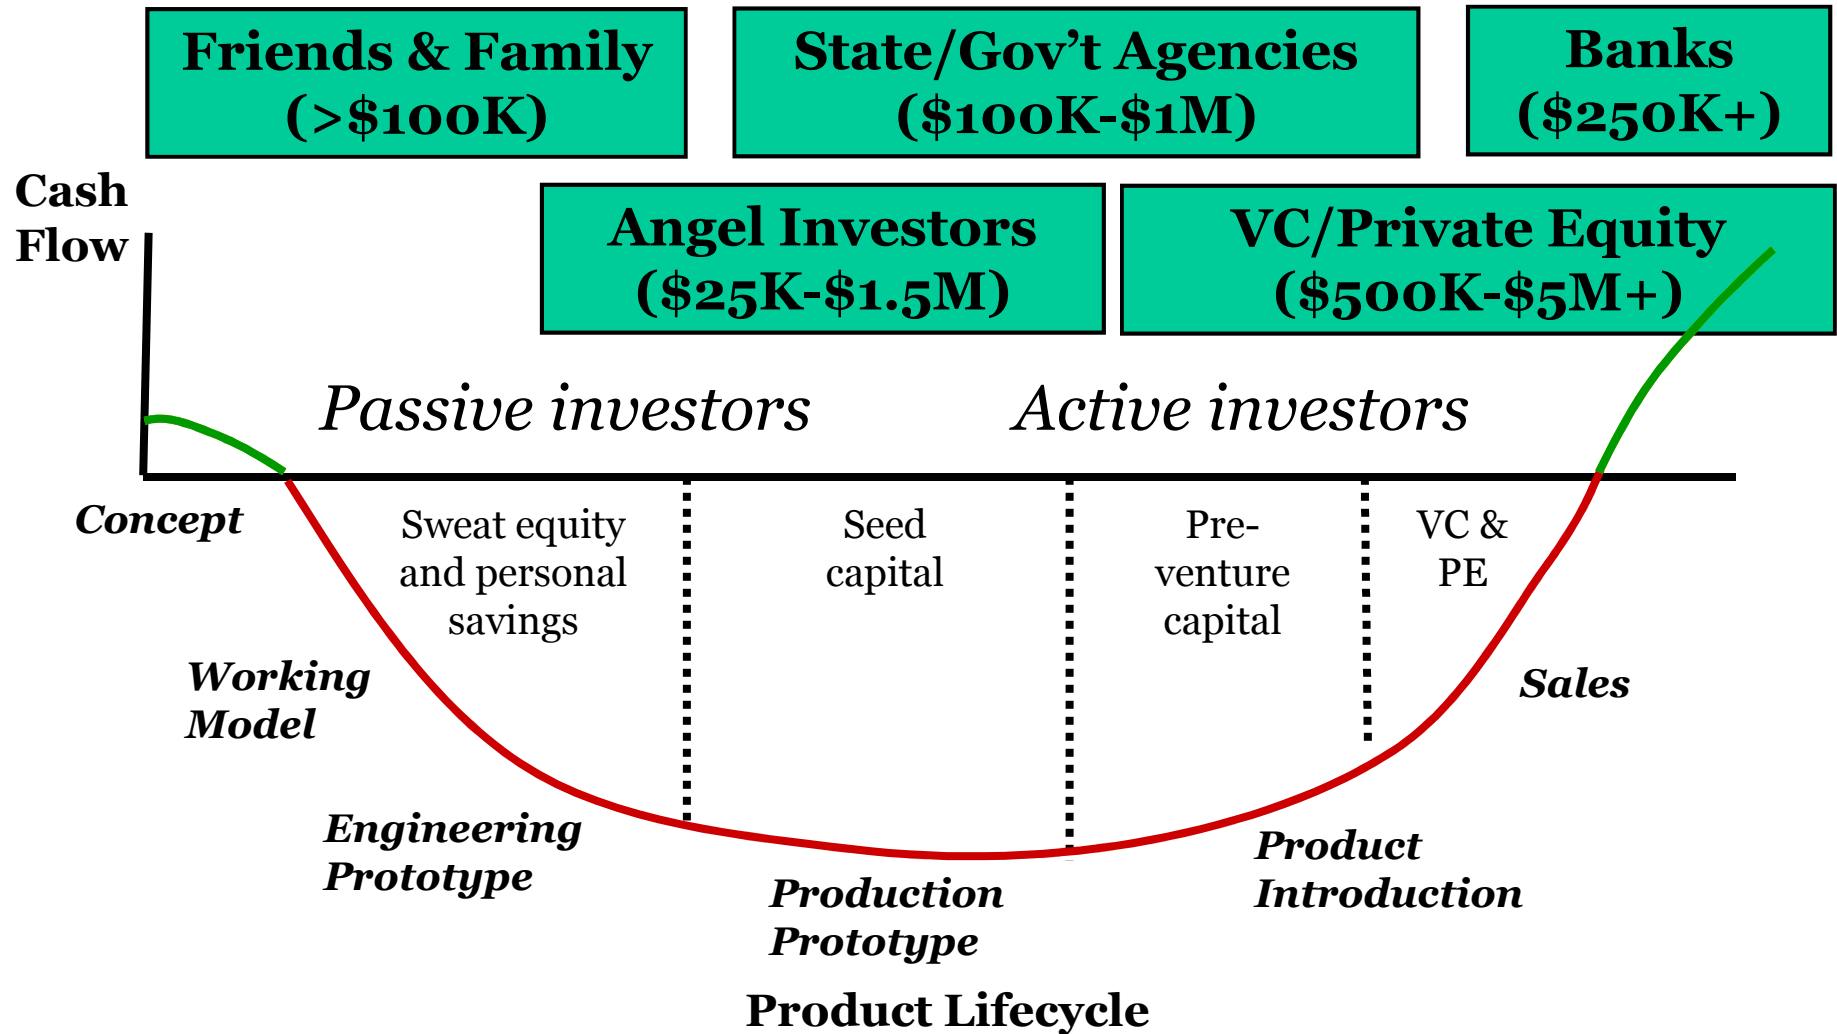 Friends & Family
(>$100K)
State/Gov’t Agencies
($100K-$1M)
Banks
($250K+)
Cash
Flow
Angel Investors
($25K-$1.5M)
VC/Private Equity
($500K-$5M+)
Passive investors
Active investors
Concept
Sweat equity
and personal
savings
Seed
capital
Pre-
venture
capital
VC &
PE
Working
Model
Sales
Engineering
Prototype
Production
Prototype
Product
Introduction
Product Lifecycle